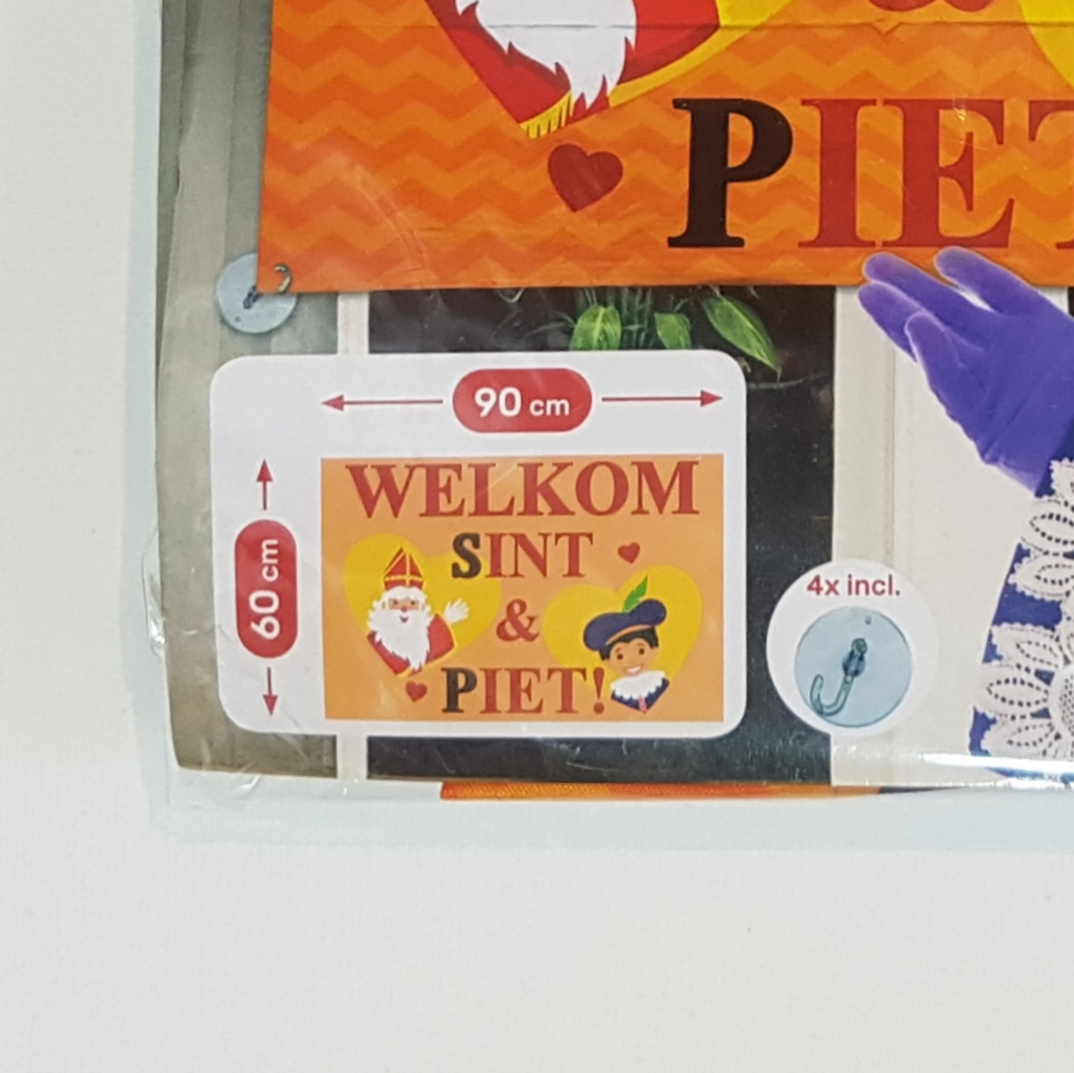 PIET
90 cm
60 cm
WELKOM
SINT
&
PIET!
4x incl.